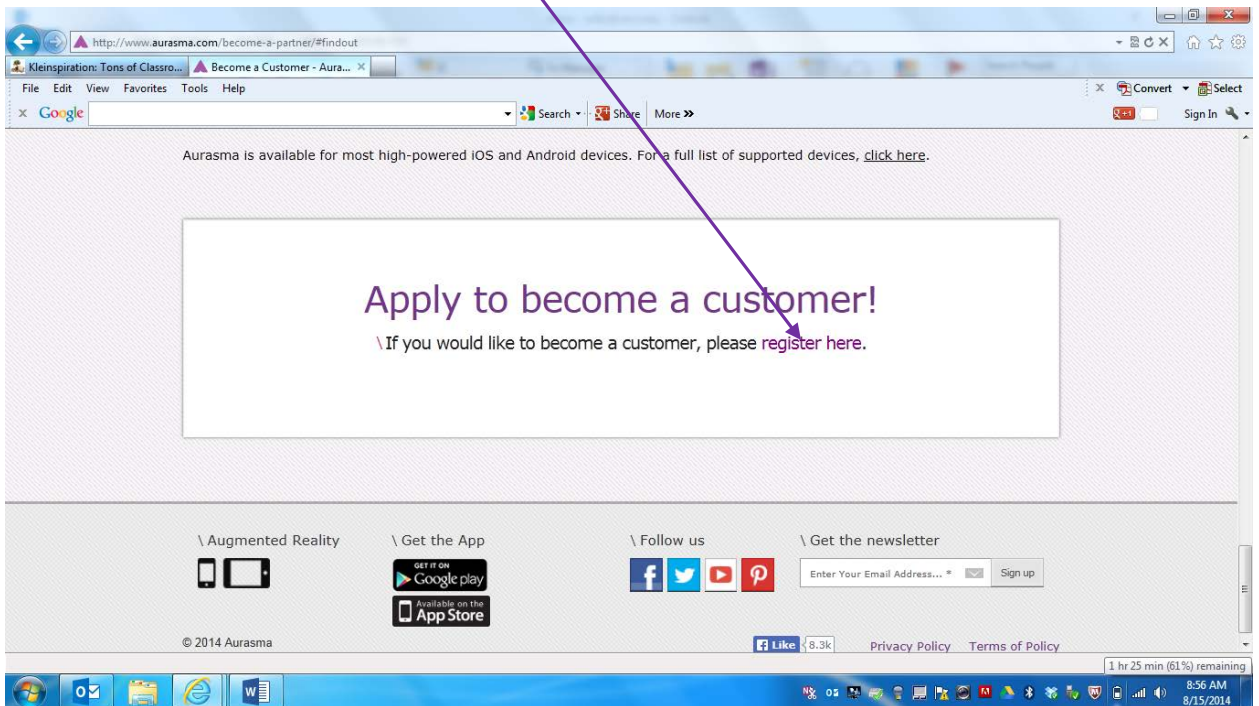 http://www.aurasma.com/become-a-partner/#findout
Kleinspiration: Tons of Classro... Become a Customer - Aura... ×
File Edit View Favorites Tools Help
x Convert Select
x Google Search Share More >> Sign In
Aurasma is available for most high-powered iOS and Android devices. For a full list of supported devices, click here.
Apply to become a customer!
\ If you would like to become a customer, please register here.
\ Augmented Reality \ Get the App \ Follow us \ Get the newsletter
GET IT ON
Google play
Enter Your Email Address... * Sign up
Available on the
App Store
© 2014 Aurasma Like 8.3k Privacy Policy Terms of Policy
1 hr 25 min (61%) remaining
8:56 AM
8/15/2014